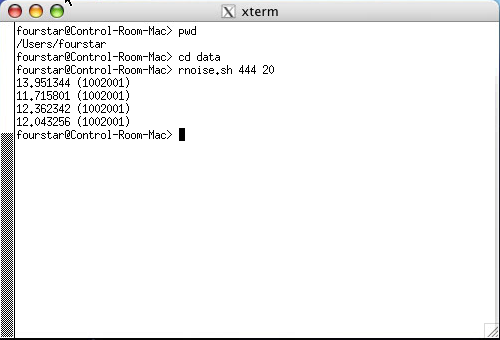 xterm
fourstar@Control-Room-Mac> pwd
/Users/fourstar
fourstar@Control-Room-Mac> cd data
fourstar@Control-Room-Mac> rnoise.sh 444 20
13.951344 (1002001)
11.715801 (1002001)
12.362342 (1002001)
12.043256 (1002001)
fourstar@Control-Room-Mac>